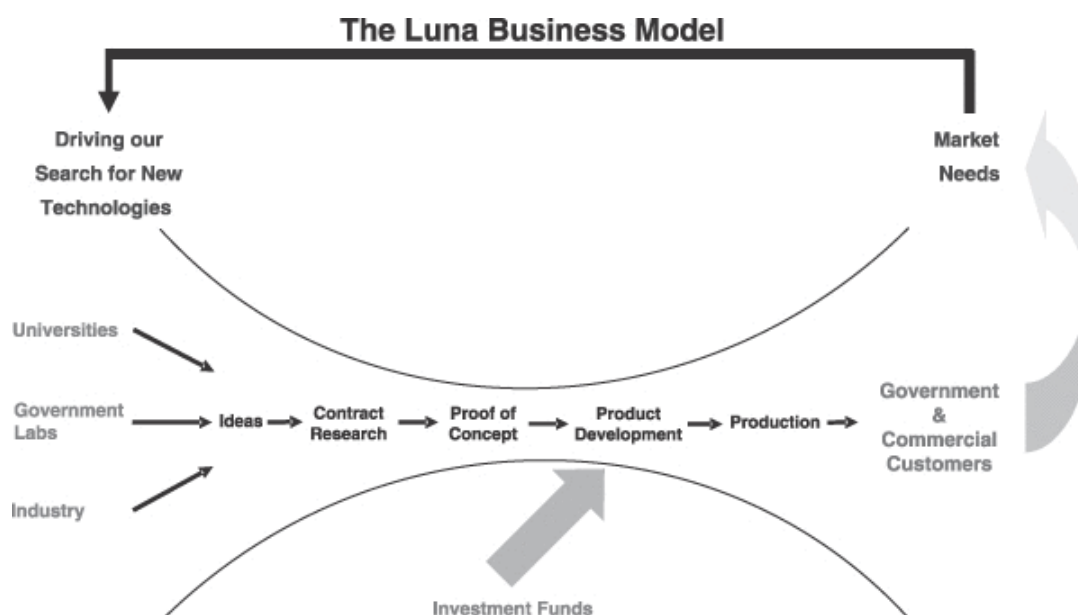 The Luna Business Model
Driving our
Search for New
Technologies
Market
Needs
Universities
Government
Labs
Industry
Ideas
Contract
Research
Proof of
Concept
Product
Development
Production
Government
&
Commercial
Customers
Investment Funds